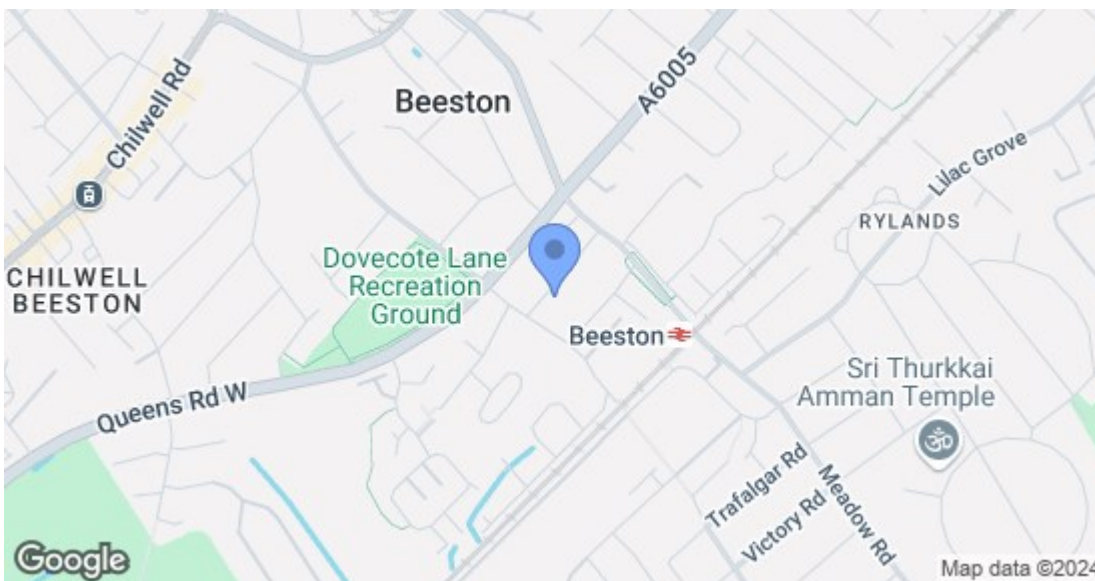 Chilwell Rd
Beeston
A6005
Lilac Grove
RYLANDS
Dovecote Lane
Recreation
Ground
CHILWELL
BEESTON
Beeston
Sri Thurkkai
Amman Temple
Queens Rd W
Trafalgar Rd
Victory Rd
Meadow Rd
Google
Map data ©2024